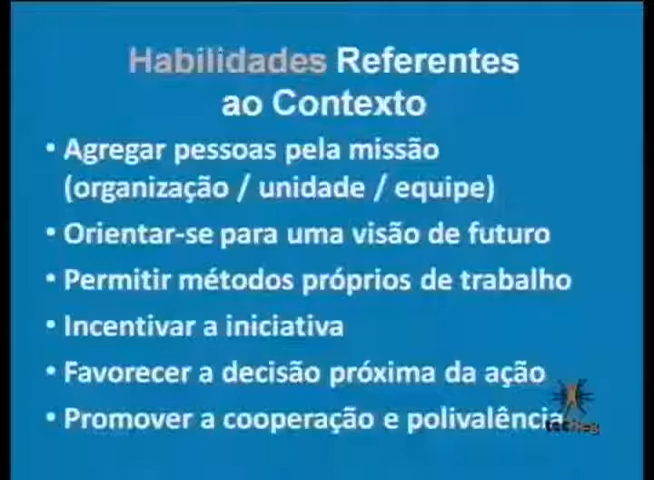 Habilidades Referentes
ao Contexto
• Agregar pessoas pela missão
(organização / unidade / equipe)
• Orientar-se para uma visão de futuro
• Permitir métodos próprios de trabalho
• Incentivar a iniciativa
• Favorecer a decisão próxima da ação
• Promover a cooperação e polivalência